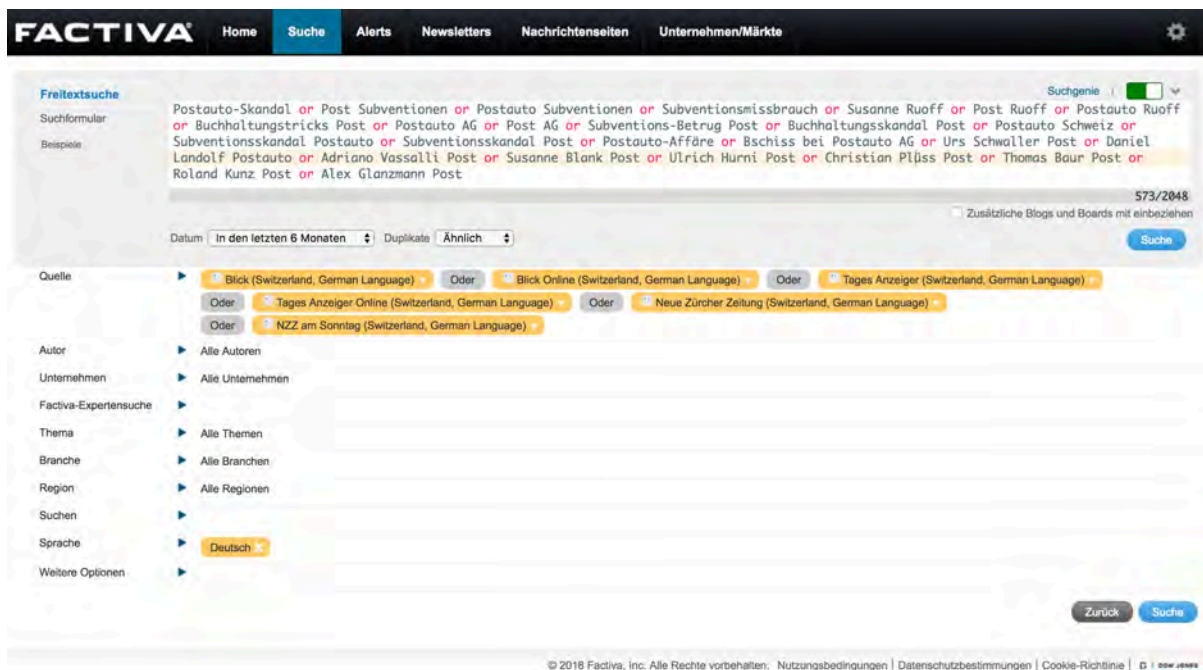 FACTIVA Home Suche Alerts Newsletters Nachrichtenseiten Unternehmen/Märkte
Freitextsuche
Suchformular
Beispiele
Suchgenie
Postauto-Skandal or Post Subventionen or Postauto Subventionen or Subventionsmissbrauch or Susanne Ruoff or Post Ruoff or Postauto Ruoff
or Buchhaltungstricks Post or Postauto AG or Post AG or Subventions-Betrug Post or Buchhaltungsskandal Post or Postauto Schweiz or
Subventionsskandal Postauto or Subventionsskandal Post or Postauto-Affäre or Bschiss bei Postauto AG or Urs Schwaller Post or Daniel
Landolf Postauto or Adriano Vassalli Post or Susanne Blank Post or Ulrich Hurni Post or Christian Plüss Post or Thomas Baur Post or
Roland Kunz Post or Alex Glanzmann Post
573/2048
Zusätzliche Blogs und Boards mit einbeziehen
Datum In den letzten 6 Monaten Duplikate Ähnlich Suche
Quelle Blick (Switzerland, German Language) Oder Blick Online (Switzerland, German Language) Oder Tages Anzeiger (Switzerland, German Language)
Oder Tages Anzeiger Online (Switzerland, German Language) Oder Neue Zürcher Zeitung (Switzerland, German Language)
Oder NZZ am Sonntag (Switzerland, German Language)
Autor Alle Autoren
Unternehmen Alle Unternehmen
Factiva-Expertensuche
Thema Alle Themen
Branche Alle Branchen
Region Alle Regionen
Suchen
Sprache Deutsch
Weitere Optionen
Zurück Suche
© 2018 Factiva, Inc. Alle Rechte vorbehalten. Nutzungsbedingungen | Datenschutzbestimmungen | Cookie-Richtlinie | DOW JONES